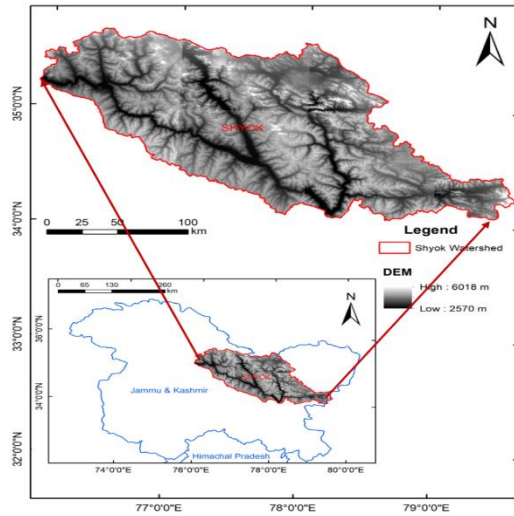 N
35°0'0"N
SHYOK
34°0'0"N
0 25 50 100
km
Legend
Shyok Watershed
DEM
High : 6018 m
Low : 2570 m
0 65 130 260
km
N
33°0'0"N
36°0'0"N
Jammu & Kashmir
34°0'0"N
32°0'0"N
Himachal Pradesh
74°0'0"E 76°0'0"E 78°0'0"E 80°0'0"E
77°0'0"E 78°0'0"E 79°0'0"E